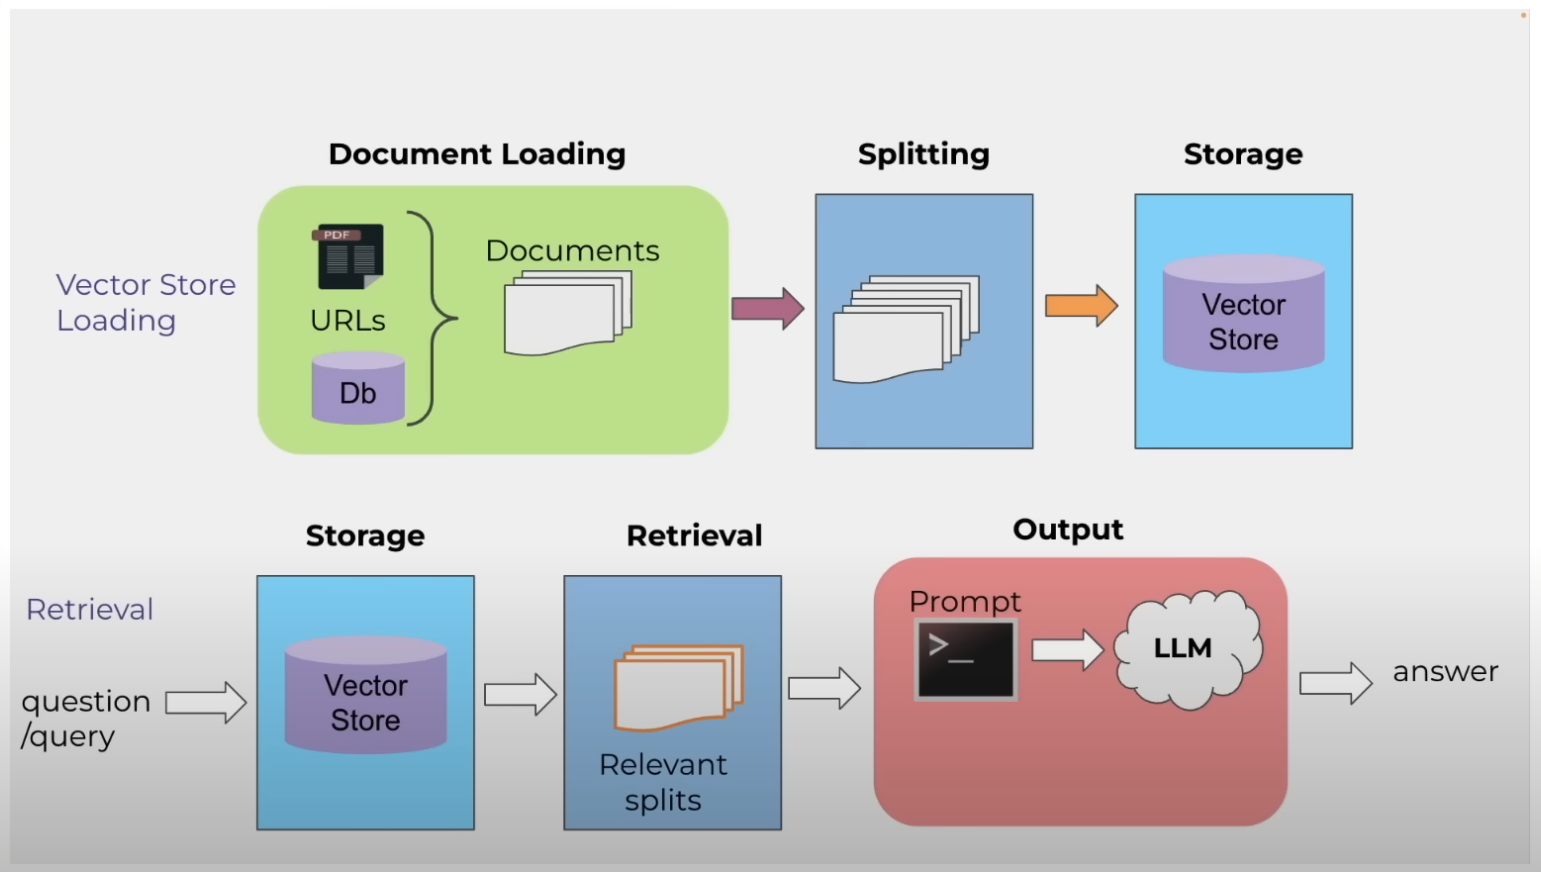 Document Loading
Splitting
Storage
Vector Store
Loading
PDF
URLs
Db
Documents
Vector
Store
Storage
Retrieval
Output
Retrieval
question
/query
Vector
Store
Relevant
splits
Prompt
>_
LLM
answer